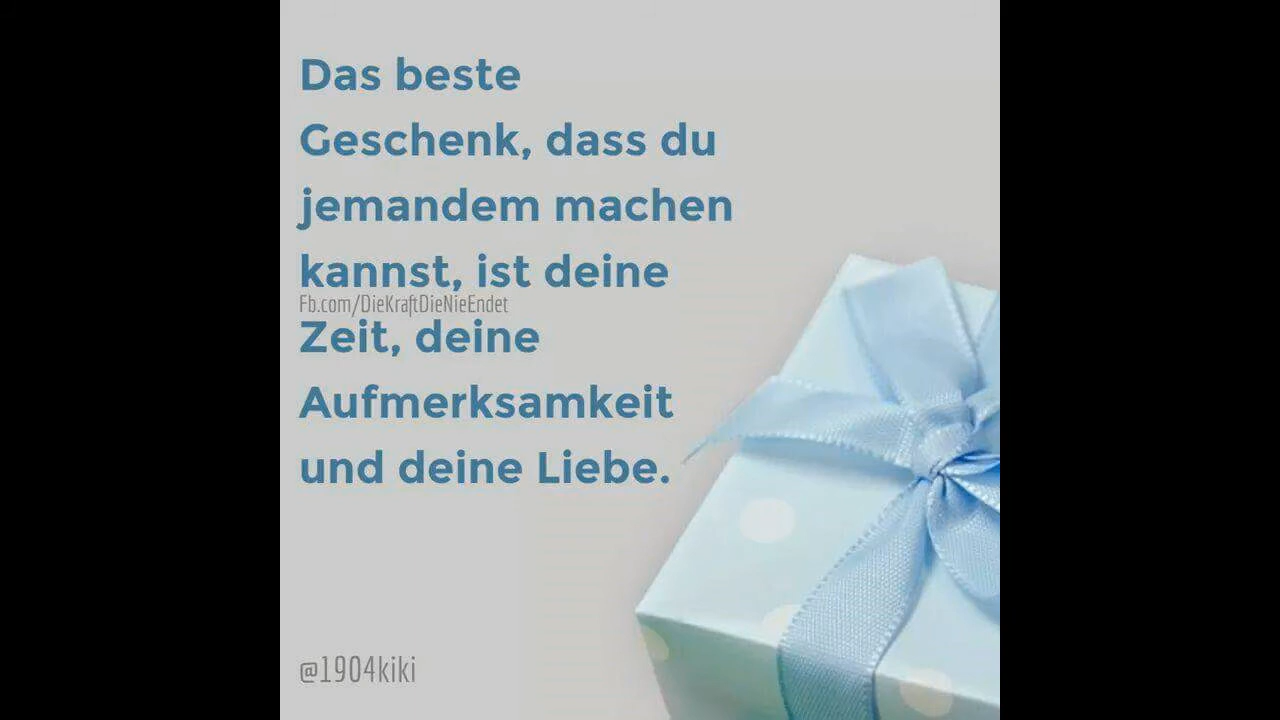 Das beste
Geschenk, dass du
jemandem machen
kannst, ist deine
Fb.com/DieKraftDieNieEndet
Zeit, deine
Aufmerksamkeit
und deine Liebe.
@1904kiki